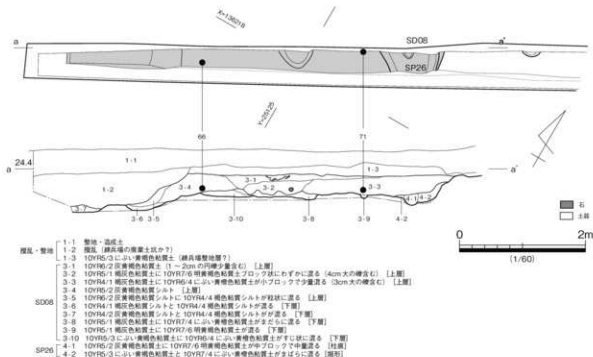 X=-136218
SD08
a
a'
SP26
X=-25125
66
71
24.4
a
a'
1-1
1-2
1-3
3-1
3-2
3-3
3-4
3-6
3-5
3-10
3-8
3-9
4-2
4-1
4-2
石
土器
0
2m
(1/60)
攪乱・整地
1-1 整地・造成土
1-2 攪乱(練兵場の廃棄土坑か?)
1-3 10YR5/3にぶい黄褐色粘質土(練兵場整地層?)
SD08
3-1 10YR6/2灰黄褐色粘質土(1~2cmの円礫少量含む)[上層]
3-2 10YR5/1褐灰色粘質土に10YR7/6明黄褐色粘質土ブロック状にわずかに混る(4cm大の礫含む)[上層]
3-3 10YR4/1褐灰色粘質土に10YR6/4にぶい黄橙色粘質土が小ブロックで少量混る(3cm大の礫含む)[上層]
3-4 10YR6/2灰黄褐色粘質シルト[上層]
3-5 10YR6/2灰黄褐色粘質シルトに10YR4/4褐色粘質シルトが粒状に混る[上層]
3-6 10YR4/1褐灰色粘質シルトと10YR4/4褐色粘質シルトが混る[下層]
3-7 10YR4/2灰黄褐色粘質シルトと10YR4/4褐色粘質シルトが混る[下層]
3-8 10YR5/1褐灰色粘質土に10YR7/4にぶい黄橙色粘質土がまだらに混る[下層]
3-9 10YR5/1褐灰色粘質土に10YR7/6明黄褐色粘質土が混る[下層]
3-10 10YR5/3にぶい黄褐色粘質土に10YR6/4にぶい黄橙色粘質土がすじ状に混る[下層]
SP26
4-1 10YR5/2灰黄褐色粘質土に10YR7/6明黄褐色粘質土が中ブロックで中量混る[柱痕]
4-2 10YR5/3にぶい黄褐色粘質土と10YR7/4にぶい黄橙色粘質土がまばらに混る[掘形]